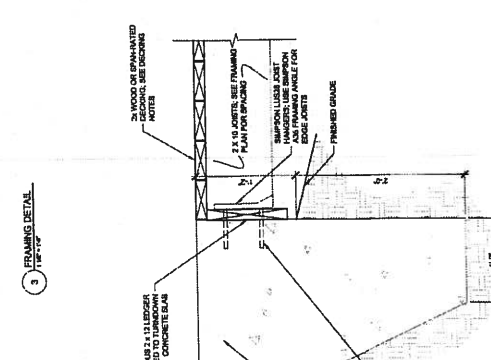 3 FRAMING DETAIL
2x WOOD OR SPAN-RATED
DECKING; SEE DECKING
NOTES
2 X 10 JOISTS; SEE FRAMING
PLAN FOR SPACING
SIMPSON LUS28 JOIST
HANGERS; USE SIMPSON
A35 FRAMING ANGLE FOR
EDGE JOISTS
FINISHED GRADE
2 x 12 LEDGER
TO TURNDOWN
CONCRETE SLAB